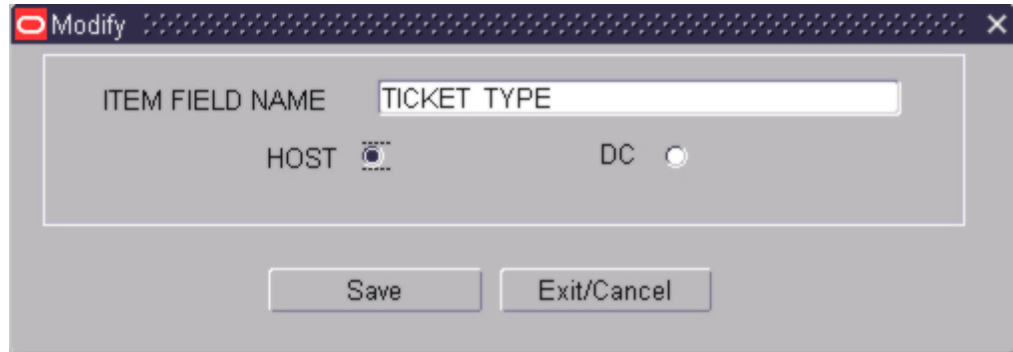 Modify
ITEM FIELD NAME TICKET TYPE
HOST DC
Save Exit/Cancel